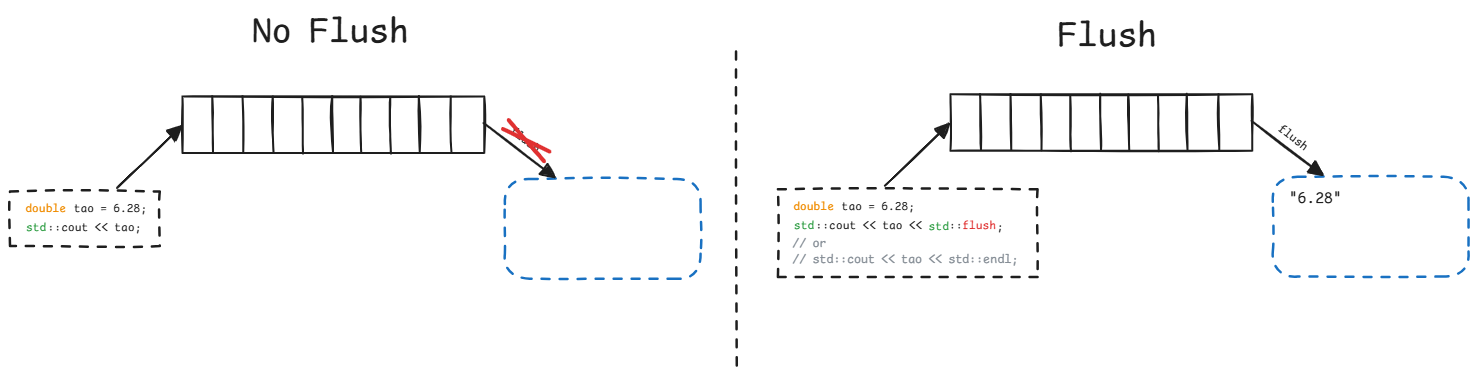 No Flush
double tao = 6.28;
std::cout << tao;
Flush
flush
double tao = 6.28;
std::cout << tao << std::flush;
// or
// std::cout << tao << std::endl;
"6.28"